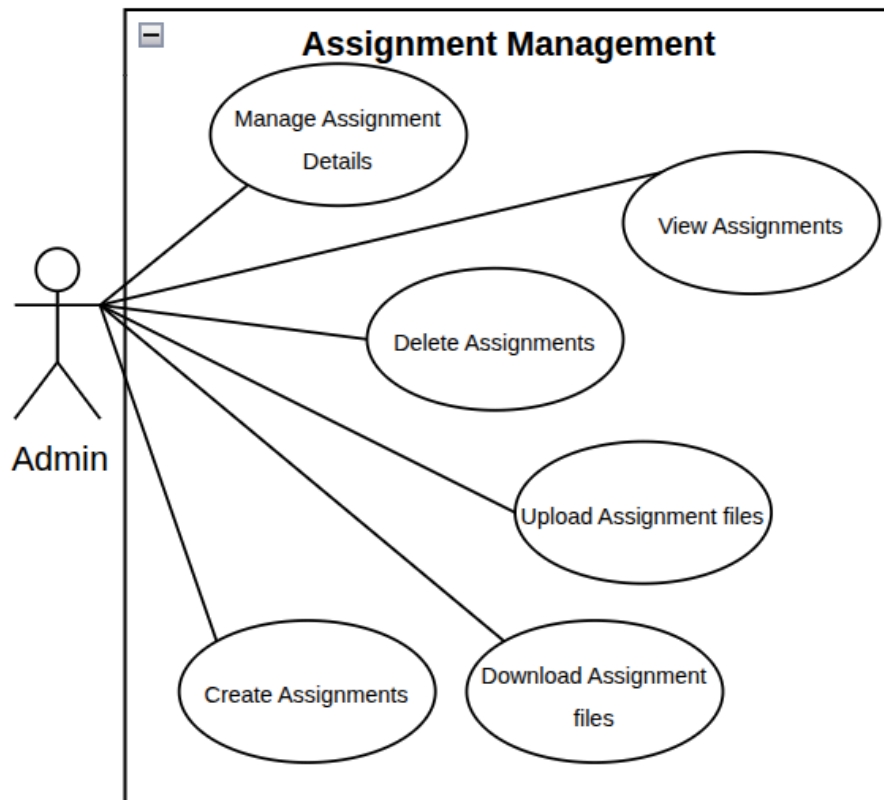 Assignment Management
Manage Assignment
Details
View Assignments
Delete Assignments
Admin
Upload Assignment files
Create Assignments
Download Assignment
files